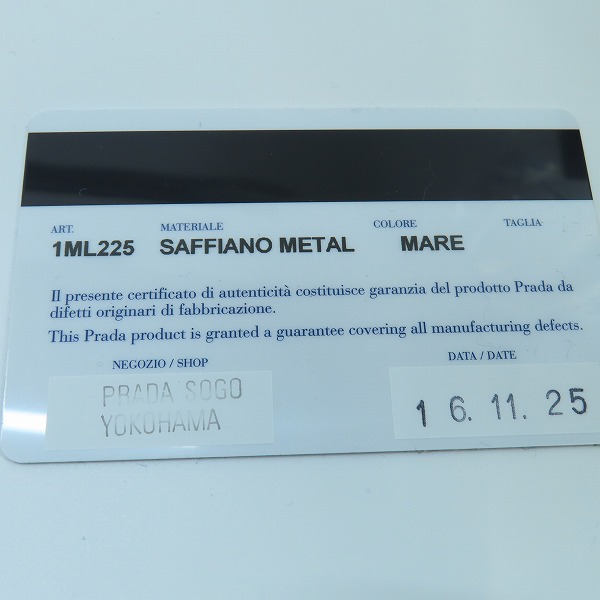 ART. MATERIALE COLORE TAGLIA
1ML225 SAFFIANO METAL MARE
Il presente certificato di autenticità costituisce garanzia del prodotto Prada da
difetti originari di fabbricazione.
This Prada product is granted a guarantee covering all manufacturing defects.
NEGOZIO / SHOP DATA / DATE
PRADA SOGO
YOKOHAMA
16. 11. 25